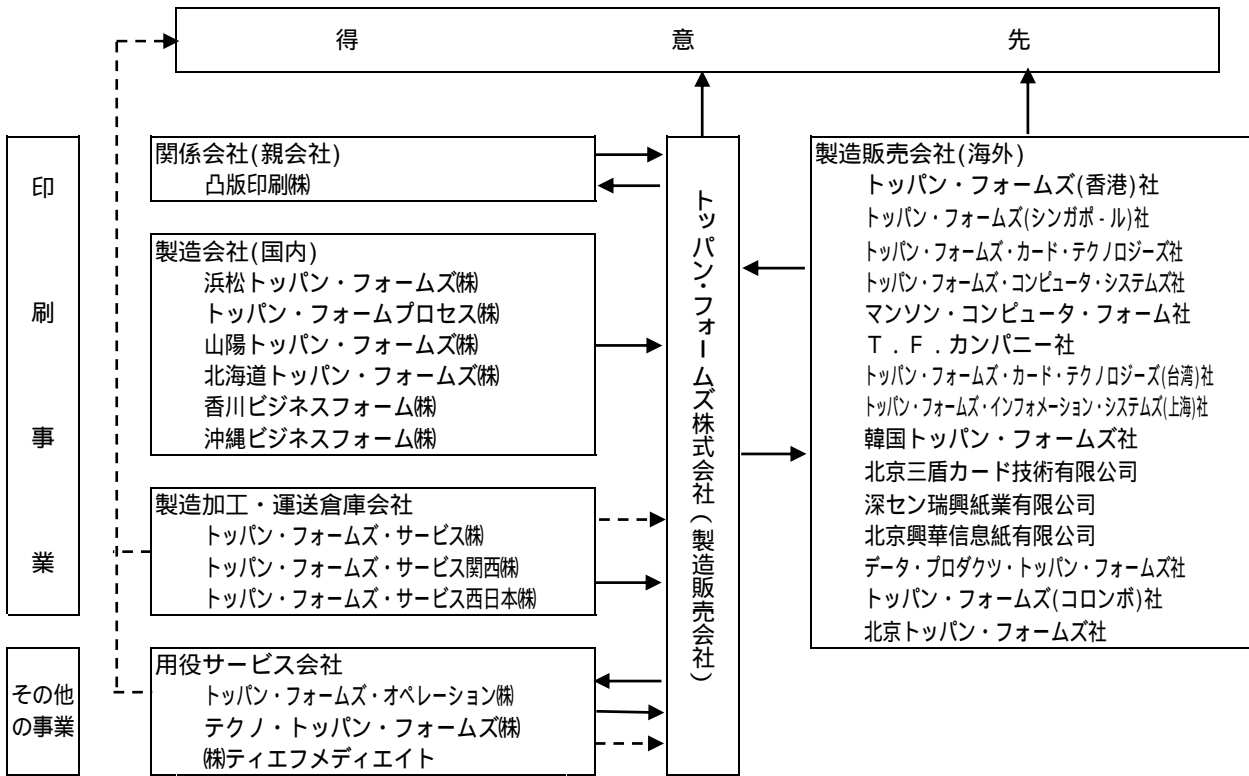 得意先
印刷事業
関係会社(親会社)
凸版印刷㈱
製造会社(国内)
浜松トッパン・フォームズ㈱
トッパン・フォームプロセス㈱
山陽トッパン・フォームズ㈱
北海道トッパン・フォームズ㈱
香川ビジネスフォーム㈱
沖縄ビジネスフォーム㈱
製造加工・運送倉庫会社
トッパン・フォームズ・サービス㈱
トッパン・フォームズ・サービス関西㈱
トッパン・フォームズ・サービス西日本㈱
その他
の事業
用役サービス会社
トッパン・フォームズ・オペレーション㈱
テクノ・トッパン・フォームズ㈱
㈱ティエフメディエイト
トッパン・フォームズ株式会社(製造販売会社)
製造販売会社(海外)
トッパン・フォームズ(香港)社
トッパン・フォームズ(シンガポ-ル)社
トッパン・フォームズ・カード・テクノロジーズ社
トッパン・フォームズ・コンピュータ・システムズ社
マンソン・コンピュータ・フォーム社
T.F.カンパニー社
トッパン・フォームズ・カード・テクノロジーズ(台湾)社
トッパン・フォームズ・インフォメーション・システムズ(上海)社
韓国トッパン・フォームズ社
北京三盾カード技術有限公司
深セン瑞興紙業有限公司
北京興華信息紙有限公司
データ・プロダクツ・トッパン・フォームズ社
トッパン・フォームズ(コロンボ)社
北京トッパン・フォームズ社